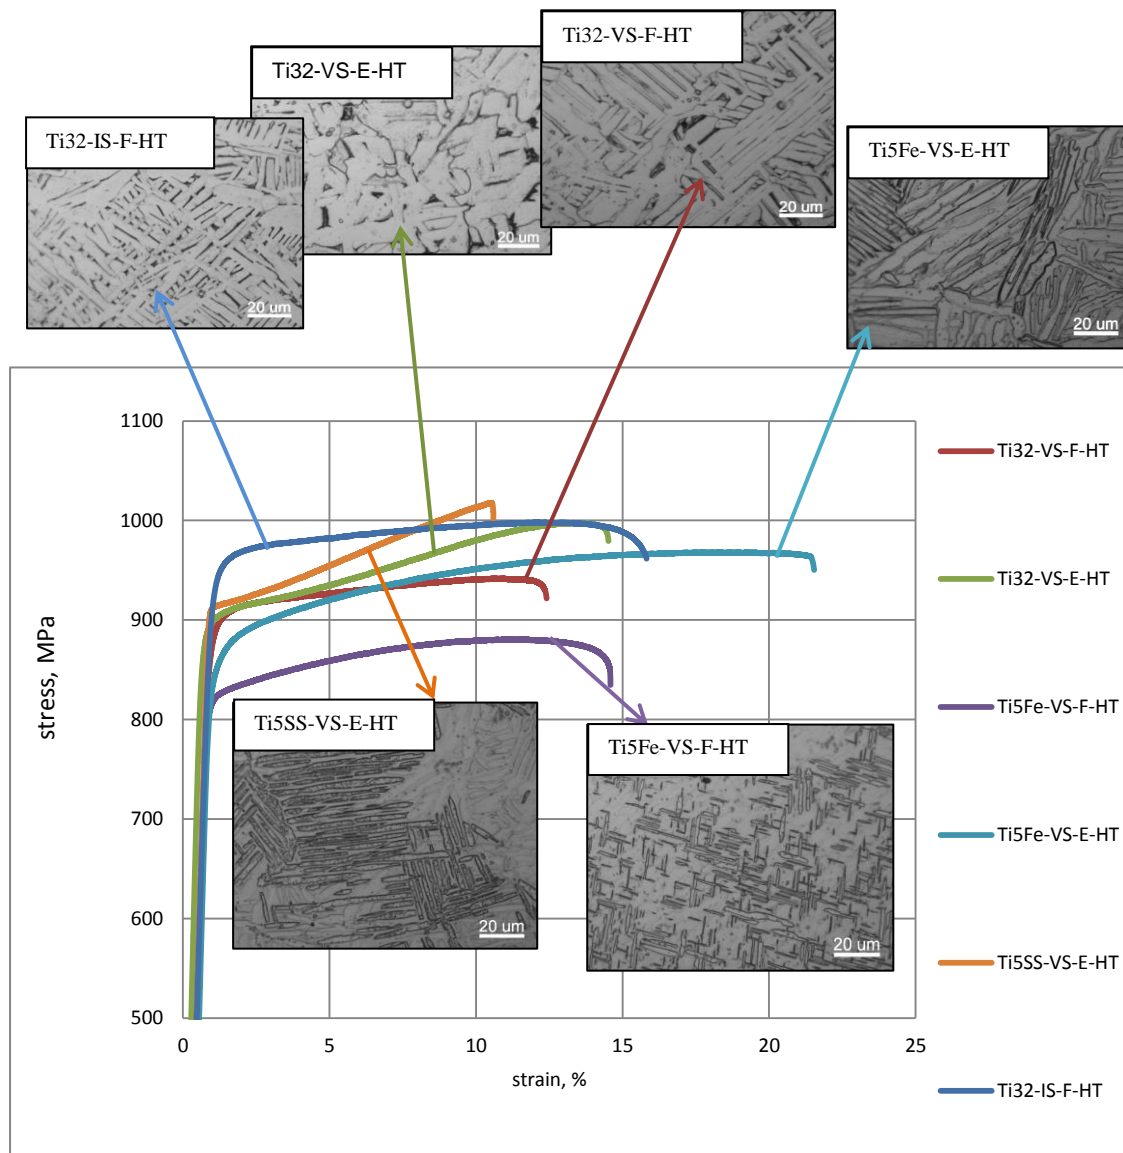 Ti32-VS-F-HT
Ti32-VS-E-HT
Ti32-IS-F-HT
Ti5Fe-VS-E-HT
20 um
20 um
20 um
20 um
1100
1000
900
800
700
600
500
stress, MPa
0
5
10
15
20
25
strain, %
Ti5SS-VS-E-HT
20 um
Ti5Fe-VS-F-HT
20 um
Ti32-VS-F-HT
Ti32-VS-E-HT
Ti5Fe-VS-F-HT
Ti5Fe-VS-E-HT
Ti5SS-VS-E-HT
Ti32-IS-F-HT